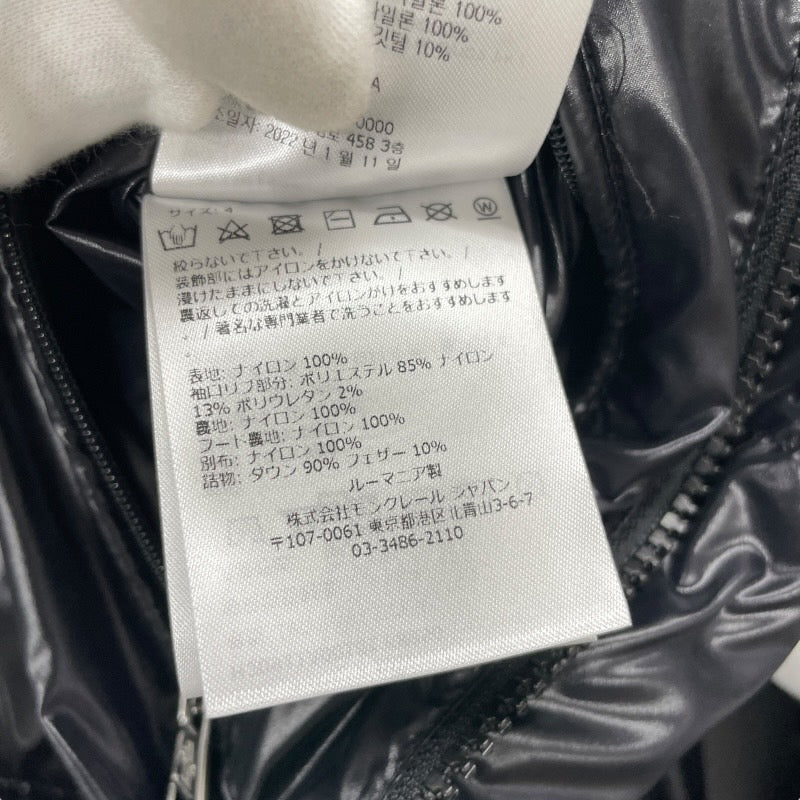 100%
100%
10%
A
0000
458 3층
2022 년 1 월 11 일
サイズ: 4
W
絞らないで下さい。 /
装飾部にはアイロンをかけないで下さい。 /
浸けたままにしないで下さい。 /
裏返しての洗濯とアイロンがけをおすすめします
。 / 著名な専門業者で洗うことをおすすめします
。
表地: ナイロン 100%
袖口リブ部分: ポリエステル 85% ナイロン
13% ポリウレタン 2%
裏地: ナイロン 100%
フード裏地: ナイロン 100%
別布: ナイロン 100%
詰物: ダウン 90% フェザー 10%
ルーマニア製
株式会社モンクレール ジャパン
〒107-0061 東京都港区北青山3-6-7
03-3486-2110